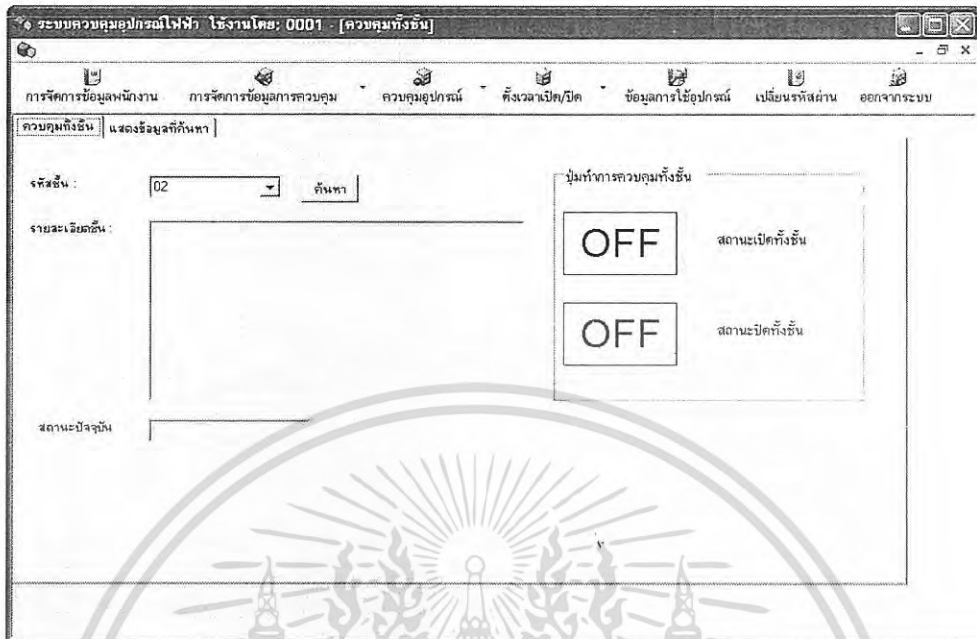 ระบบควบคุมอุปกรณ์ไฟฟ้า ใช้งานโดย; 0001 - [ควบคุมทั้งชั้น]
การจัดการข้อมูลพนักงาน การจัดการข้อมูลการควบคุม ควบคุมอุปกรณ์ ตั้งเวลาเปิด/ปิด ข้อมูลการใช้อุปกรณ์ เปลี่ยนรหัสผ่าน ออกจากระบบ
ควบคุมทั้งชั้น แสดงข้อมูลที่ค้นหา
รหัสชั้น : 02 ค้นหา
ปุ่มทำการควบคุมทั้งชั้น
รายละเอียดชั้น :
OFF สถานะเปิดทั้งชั้น
OFF สถานะปิดทั้งชั้น
สถานะปัจจุบัน